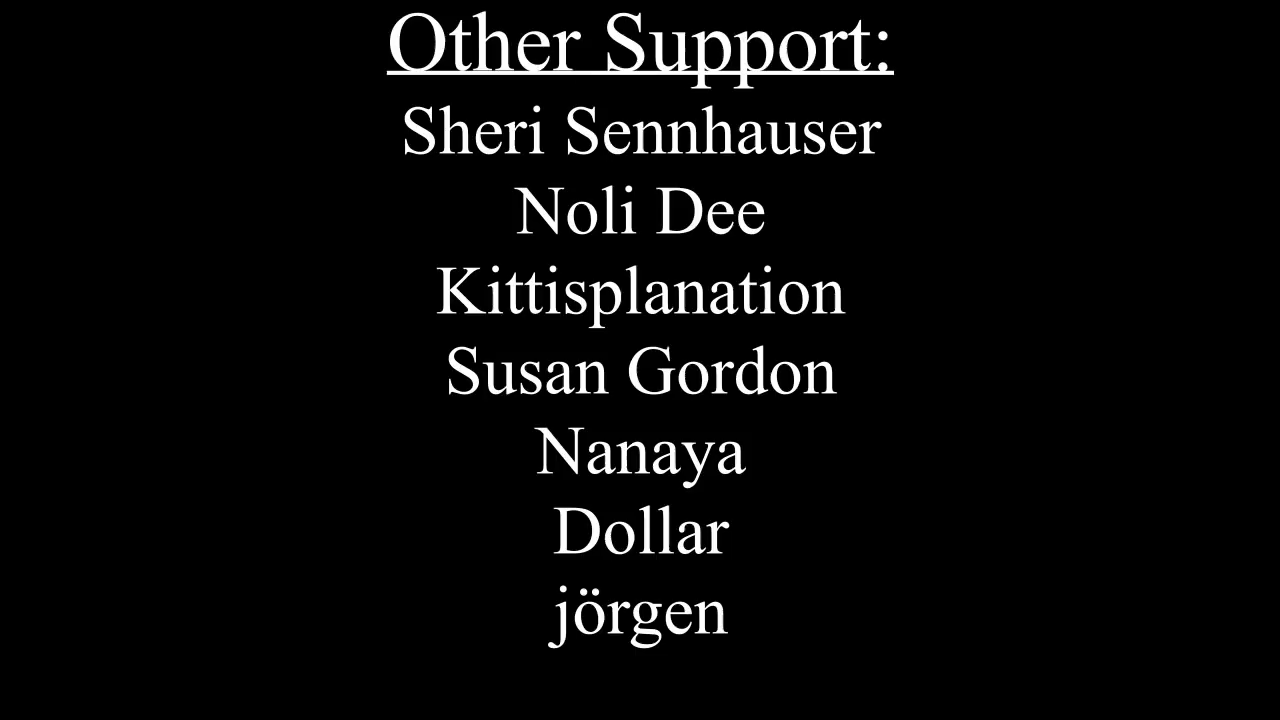 Other Support:
Sheri Sennhauser
Noli Dee
Kittisplanation
Susan Gordon
Nanaya
Dollar
jörgen